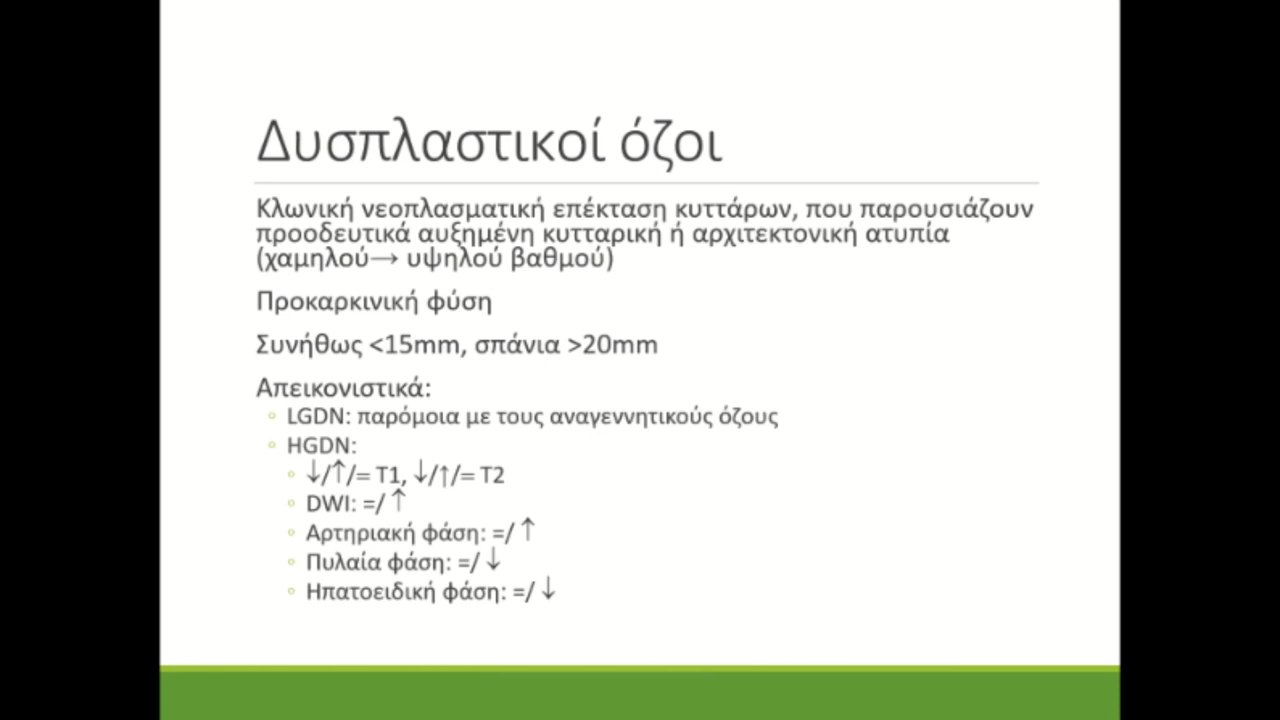 Δυσπλαστικοί όζοι
Κλωνική νεοπλασματική επέκταση κυττάρων, που παρουσιάζουν
προοδευτικά αυξημένη κυτταρική ή αρχιτεκτονική ατυπία
(χαμηλού→ υψηλού βαθμού)
Προκαρκινική φύση
Συνήθως <15mm, σπάνια >20mm
Απεικονιστικά:
◦ LGDN: παρόμοια με τους αναγεννητικούς όζους
◦ HGDN:
◦ ↓/↑/= T1, ↓/↑/= T2
◦ DWI: =/ ↑
◦ Αρτηριακή φάση: =/ ↑
◦ Πυλαία φάση: =/ ↓
◦ Ηπατοειδική φάση: =/ ↓